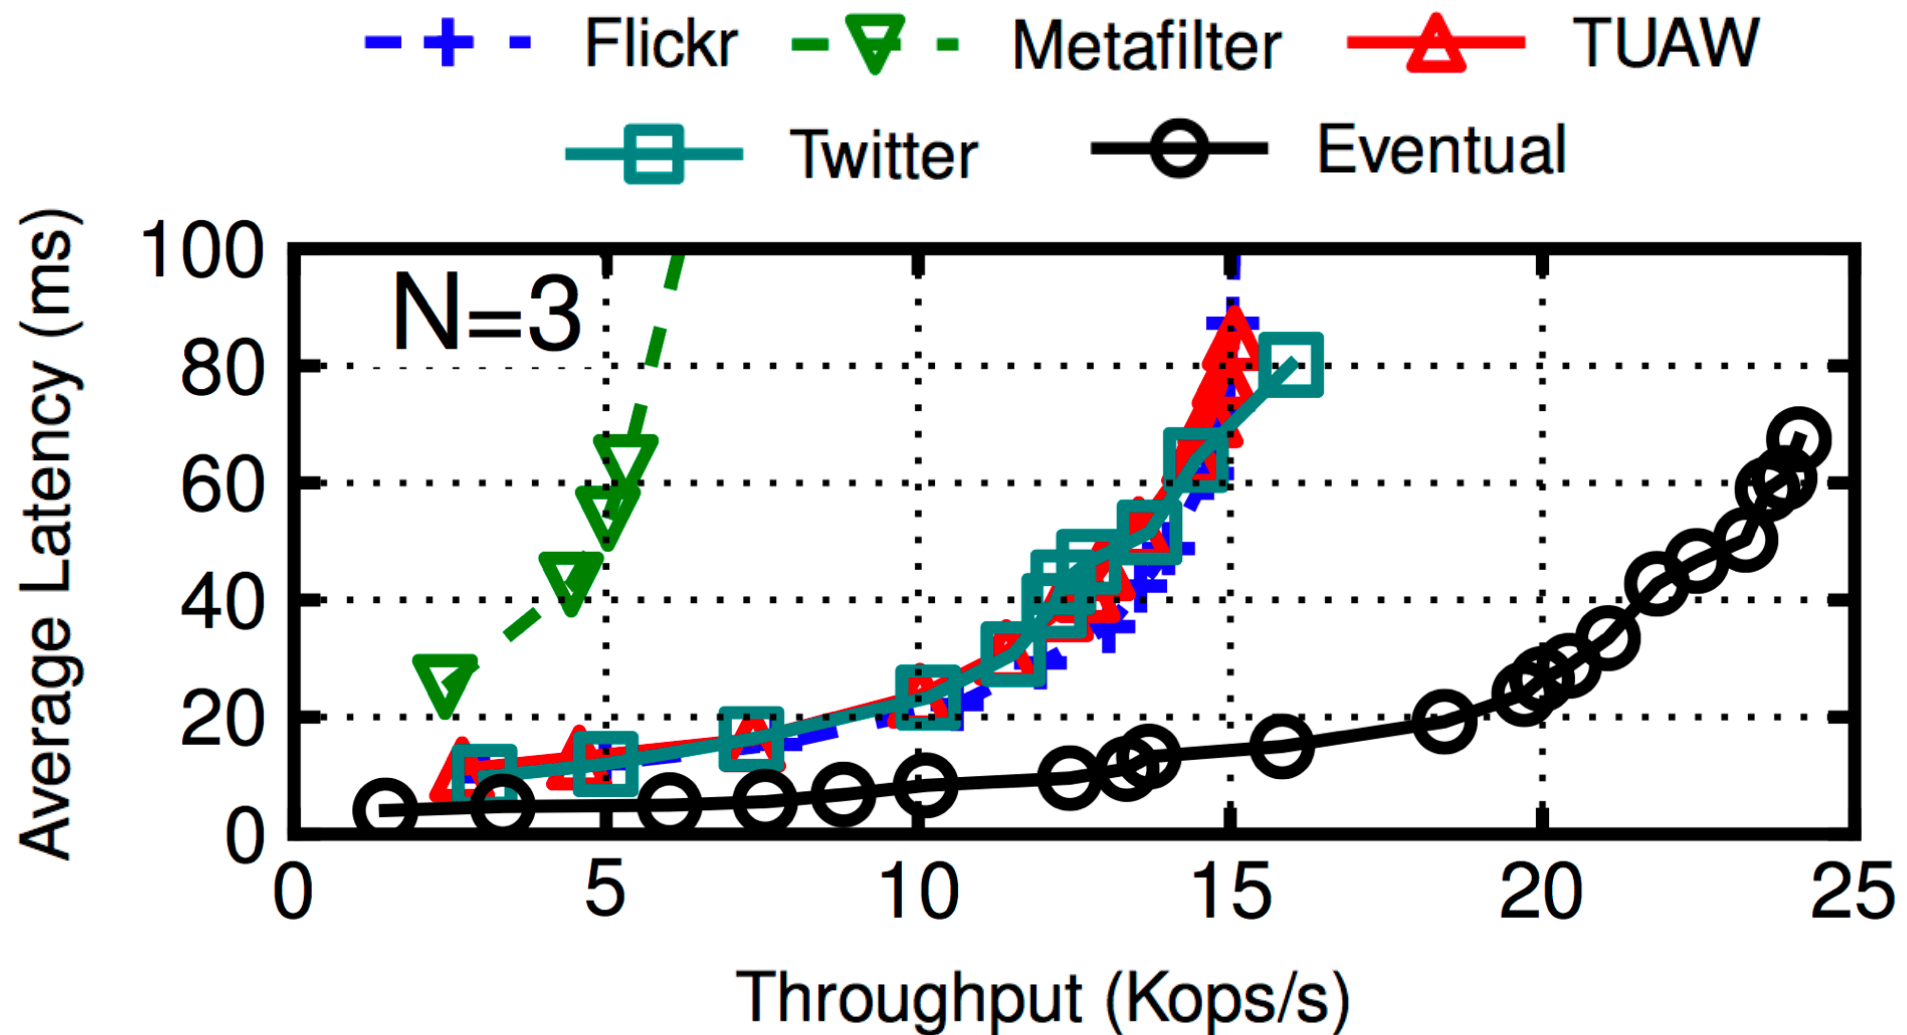 Flickr Metafilter TUAW
Twitter Eventual
Average Latency (ms)
100
80
60
40
20
0
N=3
0 5 10 15 20 25
Throughput (Kops/s)